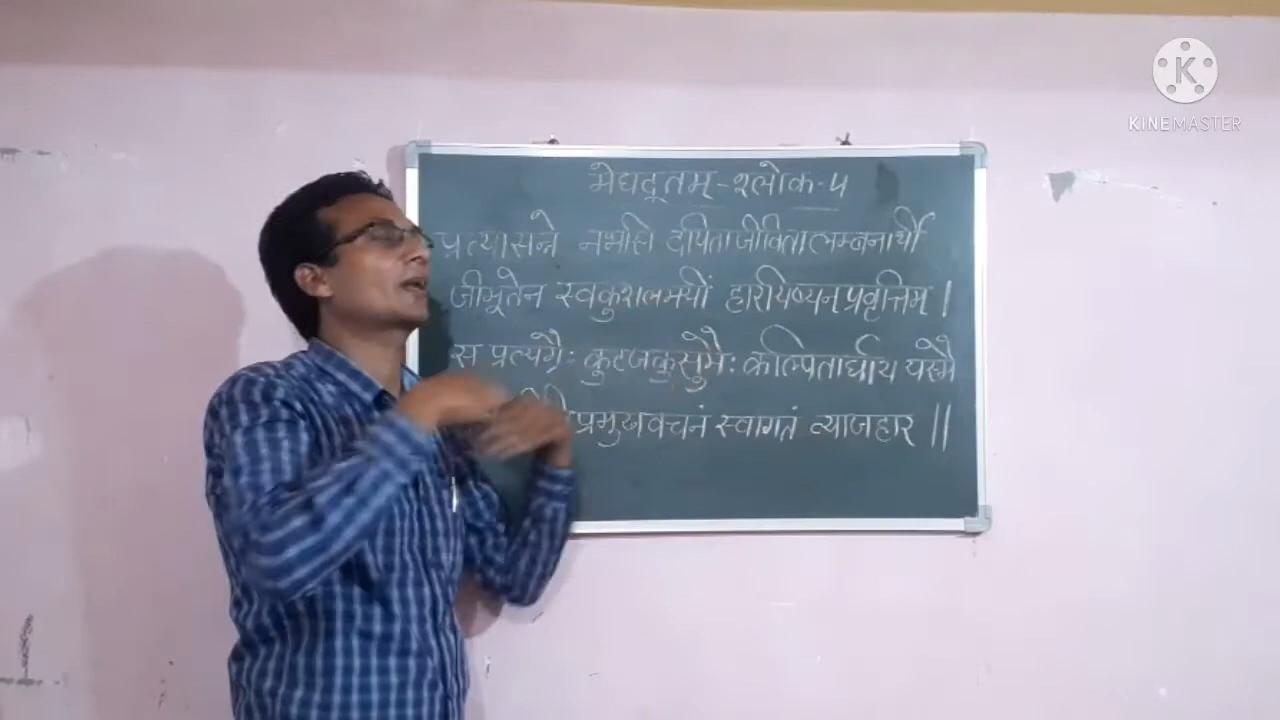 मेघदूतम् - श्लोक - ५
प्रत्यासन्ने नभसि दयिताजीवितालम्बनार्थी
जीमूतेन स्वकुशलमयीं हारयिष्यन्प्रवृत्तिम् ।
स प्रत्यग्रैः कुटजकुसुमैः कल्पितार्घाय यस्मै
प्रमुखवचनं स्वागतं व्याजहार ॥
K
KINEMASTER